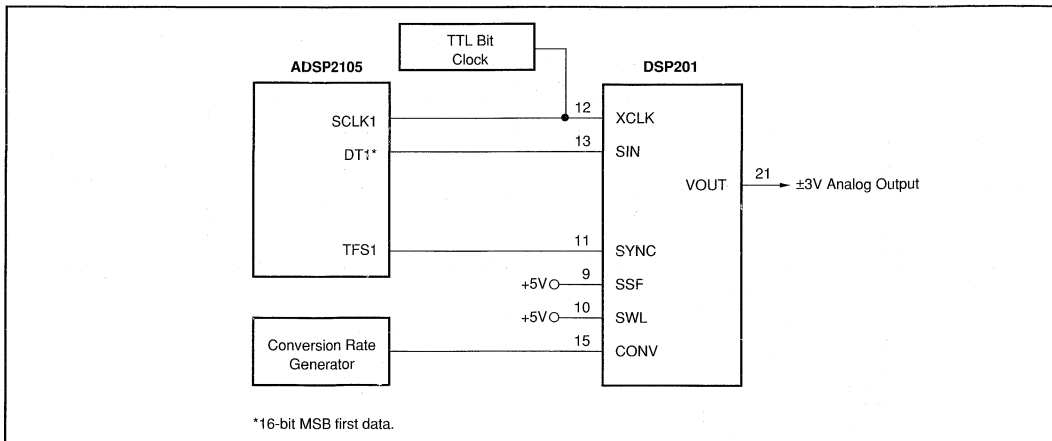 TTL Bit
Clock
ADSP2105
DSP201
SCLK1
12
XCLK
DT1*
13
SIN
VOUT
21
±3V Analog Output
TFS1
11
SYNC
+5V
9
SSF
+5V
10
SWL
Conversion Rate
Generator
15
CONV
*16-bit MSB first data.